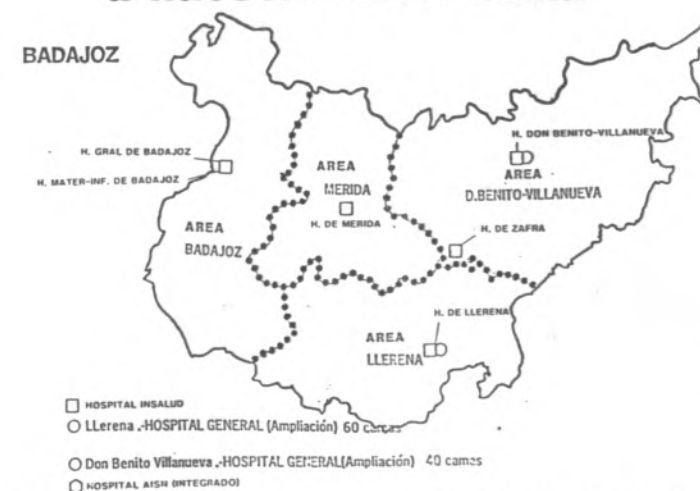 BADAJOZ
H. DON BENITO-VILLANUEVA
H. GRAL DE BADAJOZ
H. MATER-INF. DE BADAJOZ
AREA
MERIDA
AREA
D.BENITO-VILLANUEVA
H. DE MERIDA
AREA
BADAJOZ
H. DE ZAFRA
H. DE LLERENA
AREA
LLERENA
HOSPITAL INSALUD
LLerena .-HOSPITAL GENERAL (Ampliación) 60 camas
Don Benito Villanueva .-HOSPITAL GENERAL(Ampliación) 40 camas
HOSPITAL AISN (INTEGRADO)